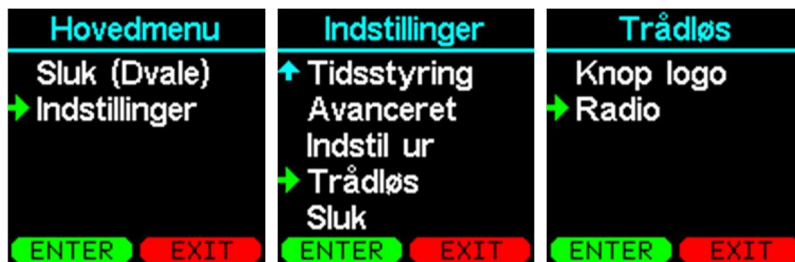 Hovedmenu
Sluk (Dvale)
Indstillinger
ENTER EXIT
Indstillinger
Tidsstyring
Avanceret
Indstil ur
Trådløs
Sluk
ENTER EXIT
Trådløs
Knop logo
Radio
ENTER EXIT